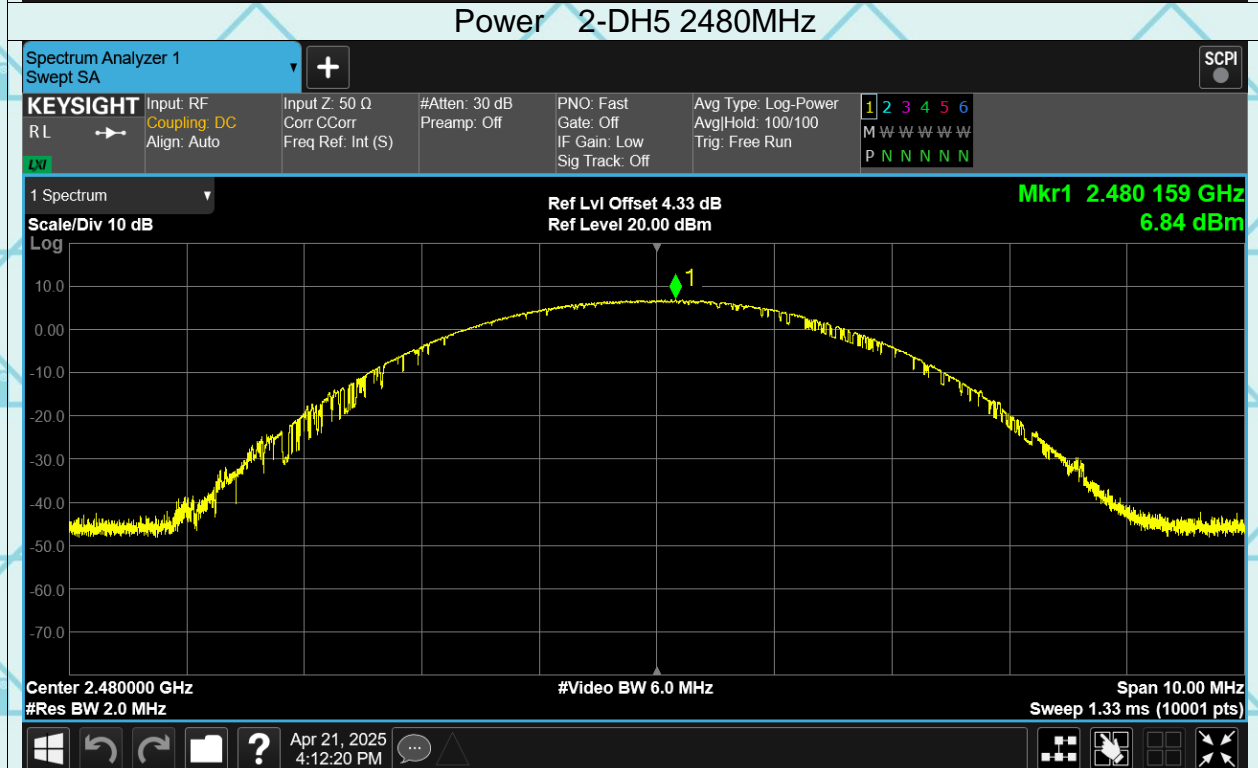 Power 2-DH5 2480MHz
Spectrum Analyzer 1
Swept SA
+
SCPI
KEYSIGHT
R L
LXI
Input: RF
Coupling: DC
Align: Auto
Input Z: 50 Ω
Corr CCorr
Freq Ref: Int (S)
#Atten: 30 dB
Preamp: Off
PNO: Fast
Gate: Off
IF Gain: Low
Sig Track: Off
Avg Type: Log-Power
Avg|Hold: 100/100
Trig: Free Run
1 2 3 4 5 6
M W W W W W
P N N N N N
1 Spectrum
Scale/Div 10 dB
Ref Lvl Offset 4.33 dB
Ref Level 20.00 dBm
Mkr1 2.480 159 GHz
6.84 dBm
Log
1
10.0
0.00
-10.0
-20.0
-30.0
-40.0
-50.0
-60.0
-70.0
Center 2.480000 GHz
#Video BW 6.0 MHz
Span 10.00 MHz
#Res BW 2.0 MHz
Sweep 1.33 ms (10001 pts)
?
Apr 21, 2025
4:12:20 PM